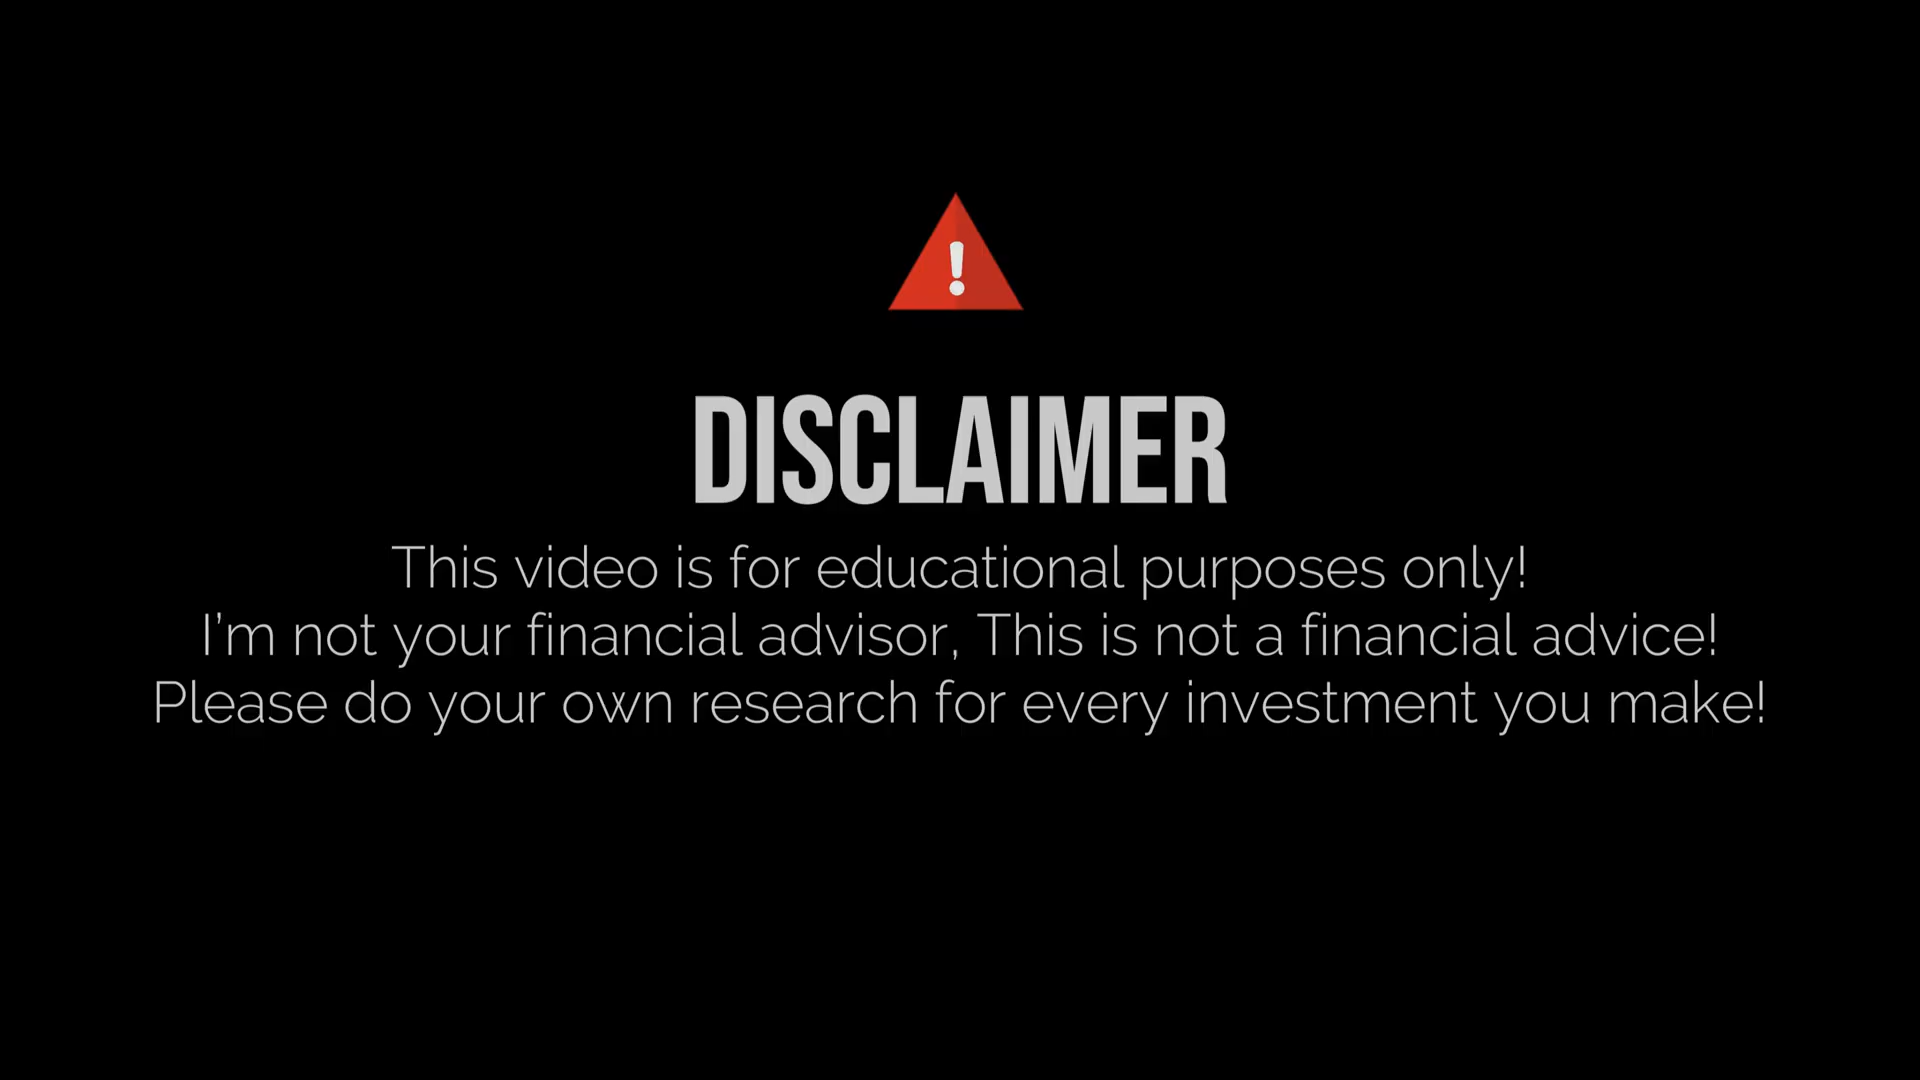 !
DISCLAIMER
This video is for educational purposes only!
I'm not your financial advisor, This is not a financial advice!
Please do your own research for every investment you make!